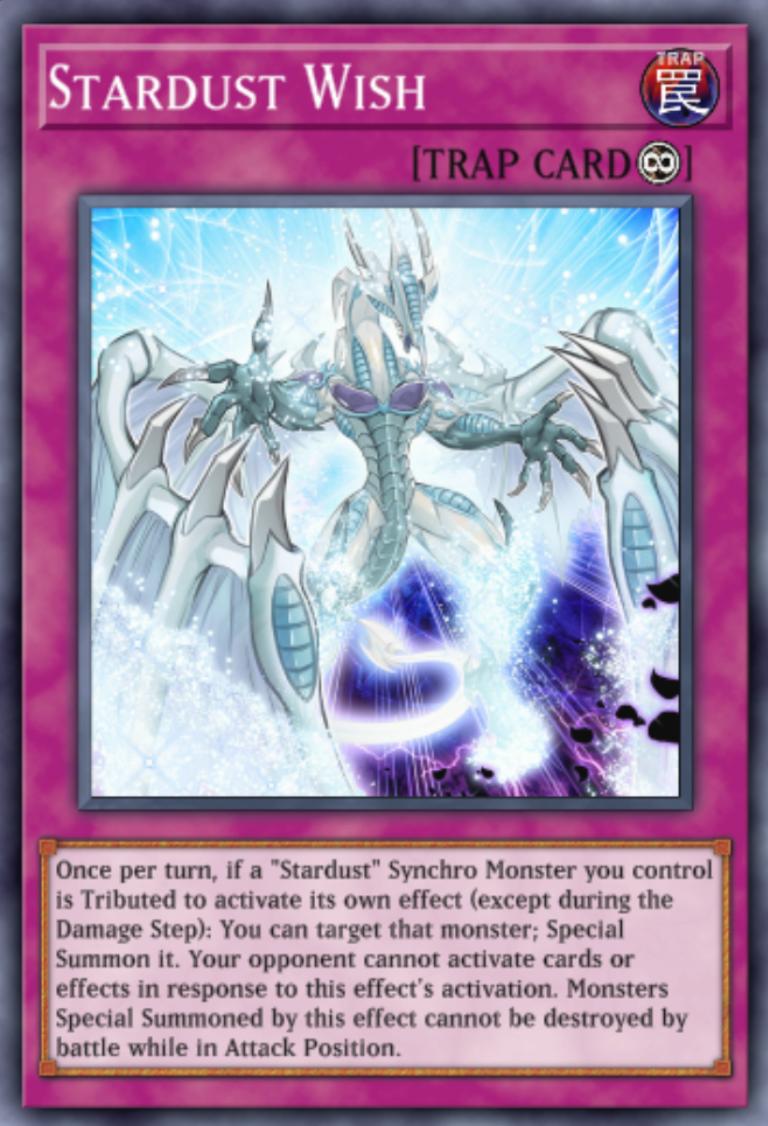 Stardust Wish
TRAP
罠
[TRAP CARD]
Once per turn, if a "Stardust" Synchro Monster you control
is Tributed to activate its own effect (except during the
Damage Step): You can target that monster; Special
Summon it. Your opponent cannot activate cards or
effects in response to this effect's activation. Monsters
Special Summoned by this effect cannot be destroyed by
battle while in Attack Position.